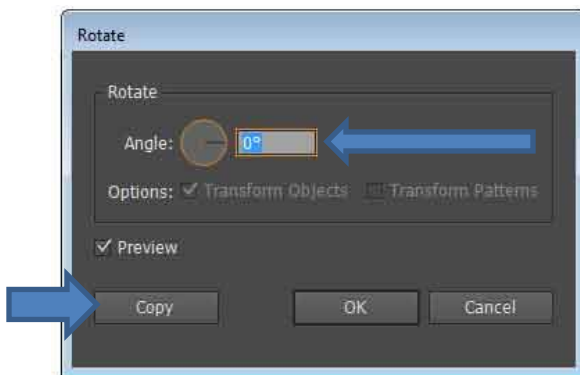 Rotate
Rotate
Angle: 0°
Options: Transform Objects Transform Patterns
Preview
Copy OK Cancel